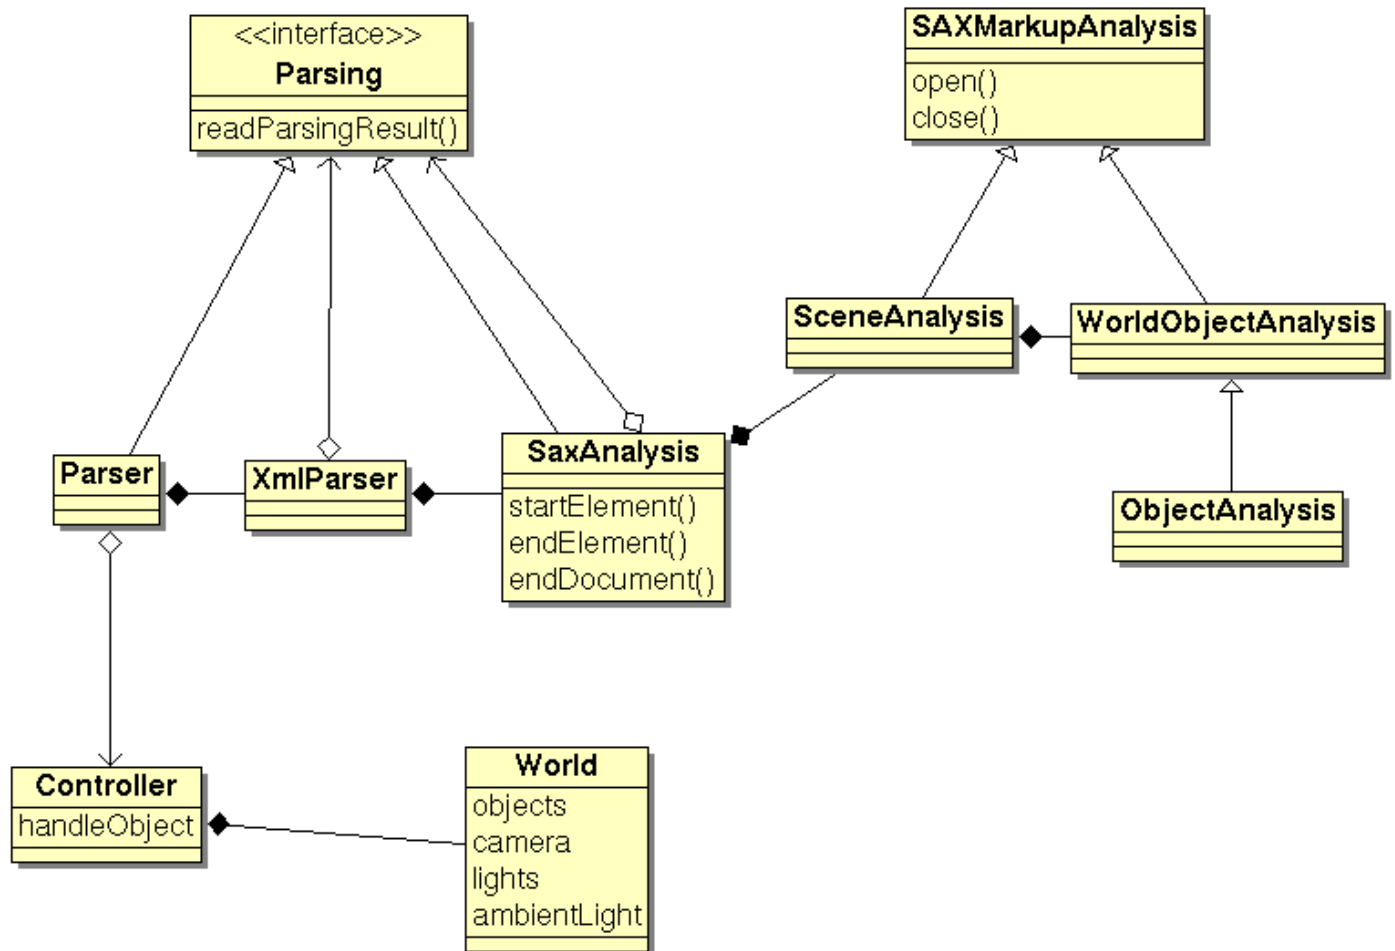 <<interface>>
Parsing
readParsingResult()
SAXMarkupAnalysis
open()
close()
SceneAnalysis
WorldObjectAnalysis
Parser
XmlParser
SaxAnalysis
startElement()
endElement()
endDocument()
ObjectAnalysis
Controller
handleObject
World
objects
camera
lights
ambientLight